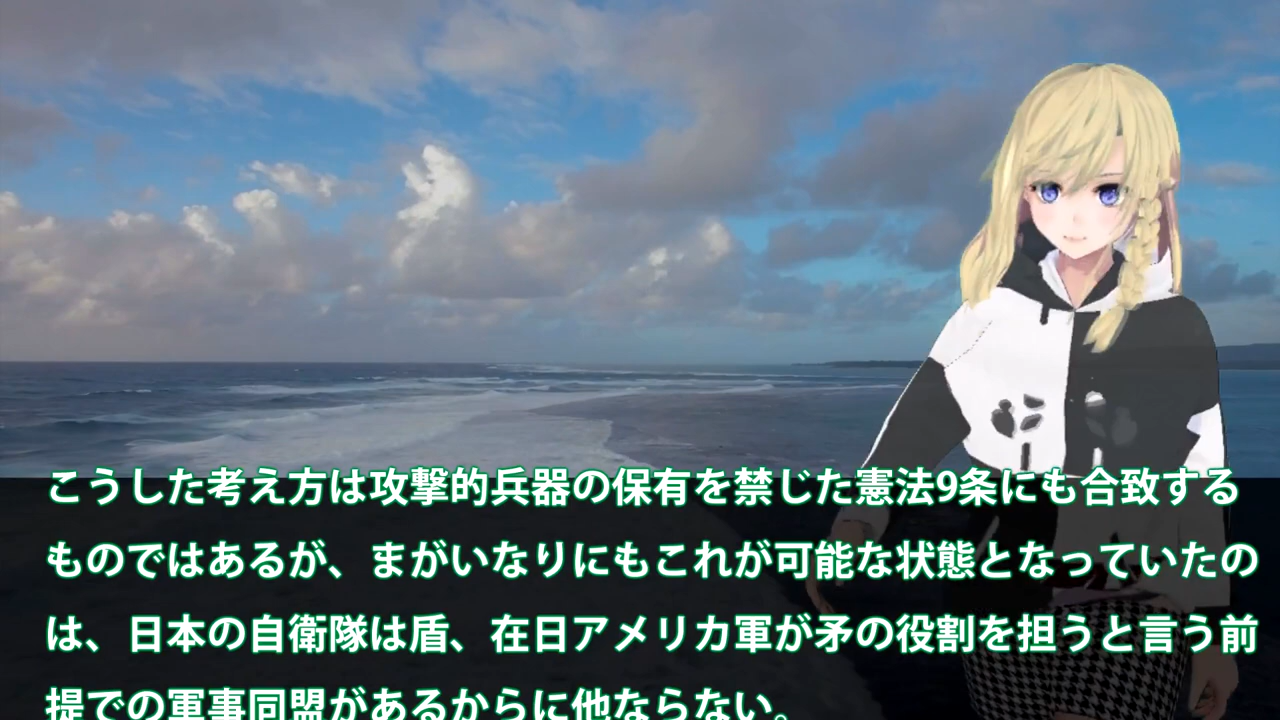 こうした考え方は攻撃的兵器の保有を禁じた憲法9条にも合致する
ものではあるが、まがいなりにもこれが可能な状態となっていたの
は、日本の自衛隊は盾、在日アメリカ軍が矛の役割を担うと言う前
提での軍事同盟があるからに他ならない。